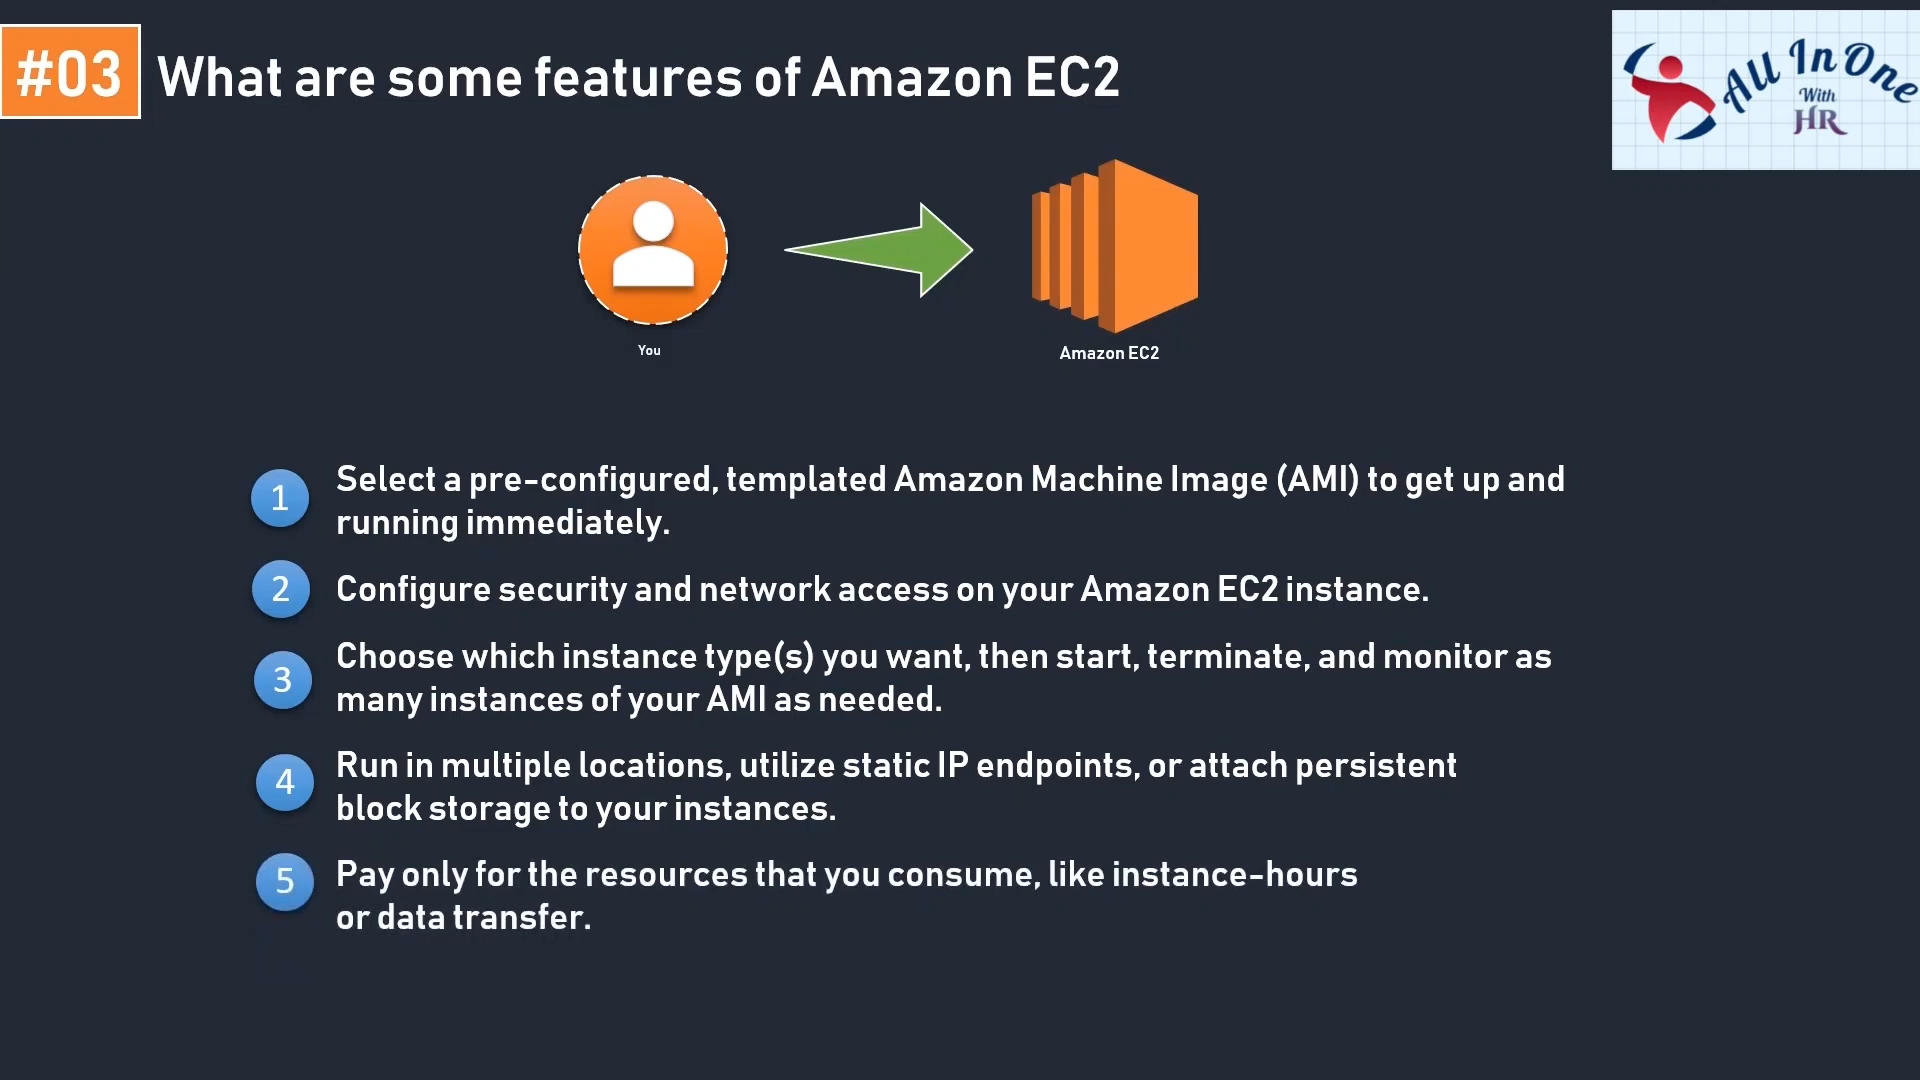 #03
What are some features of Amazon EC2
All In One
With
HR
You
Amazon EC2
1
Select a pre-configured, templated Amazon Machine Image (AMI) to get up and
running immediately.
2
Configure security and network access on your Amazon EC2 instance.
3
Choose which instance type(s) you want, then start, terminate, and monitor as
many instances of your AMI as needed.
4
Run in multiple locations, utilize static IP endpoints, or attach persistent
block storage to your instances.
5
Pay only for the resources that you consume, like instance-hours
or data transfer.